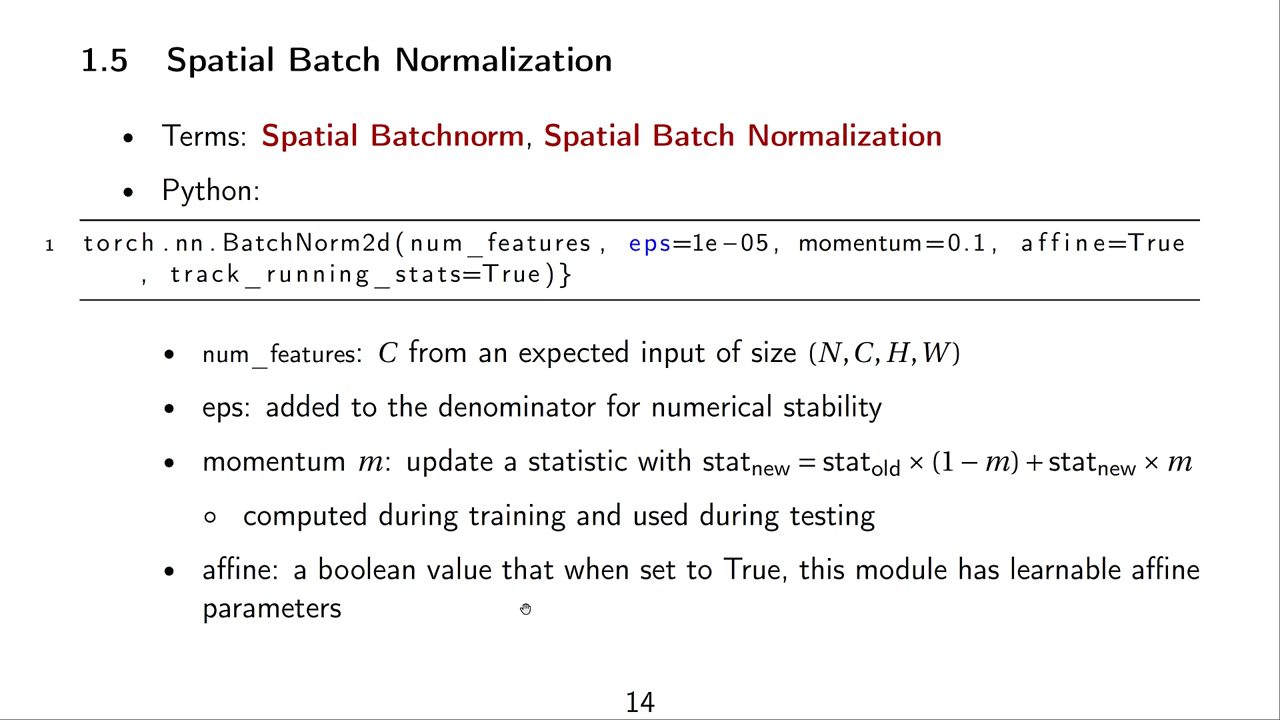 1.5 Spatial Batch Normalization
• Terms: Spatial Batchnorm, Spatial Batch Normalization
• Python:
1 torch.nn.BatchNorm2d(num_features, eps=1e−05, momentum=0.1, affine=True
, track_running_stats=True)}
• num_features: C from an expected input of size (N,C,H,W)
• eps: added to the denominator for numerical stability
• momentum m: update a statistic with stat_new = stat_old × (1 − m) + stat_new × m
◦ computed during training and used during testing
• affine: a boolean value that when set to True, this module has learnable affine
parameters
14